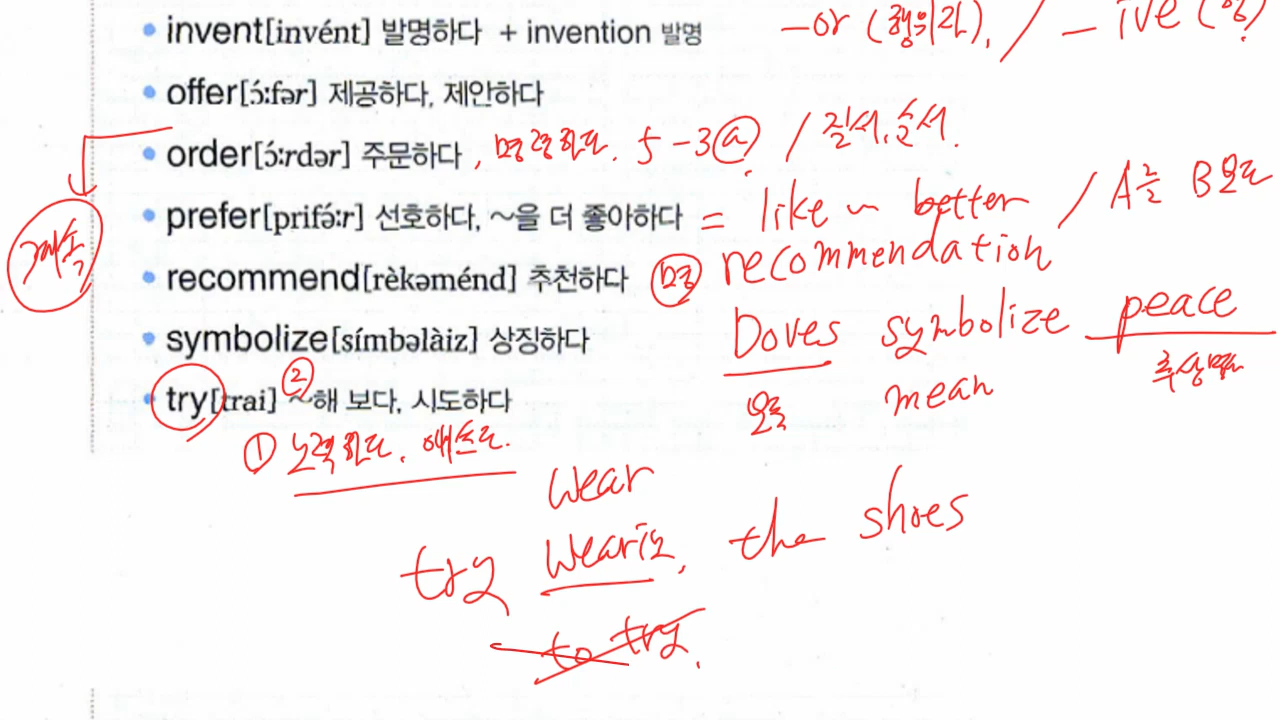 invent[invént] 발명하다 + invention 발명 -or (행위자). / - ive (형)
offer[ɔ́:fər] 제공하다, 제안하다
order[ɔ́:rdər] 주문하다, 명령하다. 5-3ⓐ / 질서, 순서.
prefer[prifə́:r] 선호하다, ~을 더 좋아하다 = like ~ better / A를 B보다
recommend[rèkəménd] 추천하다 명 recommendation
symbolize[símbəlàiz] 상징하다 Doves symbolize peace
try[trai] ② ~해 보다, 시도하다 mean 추상명사
① 노력하다, 애쓰다.
wear
try wearing the shoes
to try.